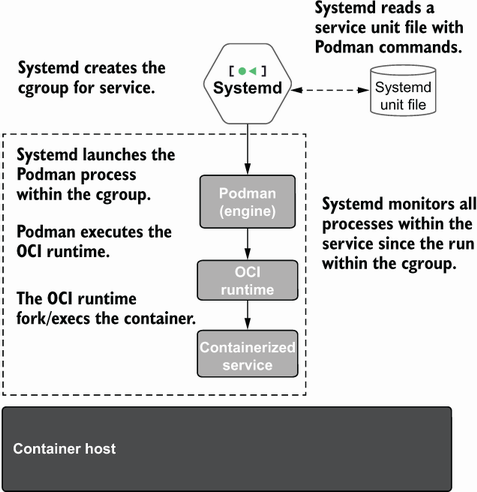 Systemd reads a
service unit file with
Podman commands.
Systemd creates the
cgroup for service.
Systemd
Systemd
unit file
Systemd launches the
Podman process
within the cgroup.
Podman
(engine)
Systemd monitors all
processes within the
service since the run
within the cgroup.
Podman executes the
OCI runtime.
OCI
runtime
The OCI runtime
fork/execs the container.
Containerized
service
Container host